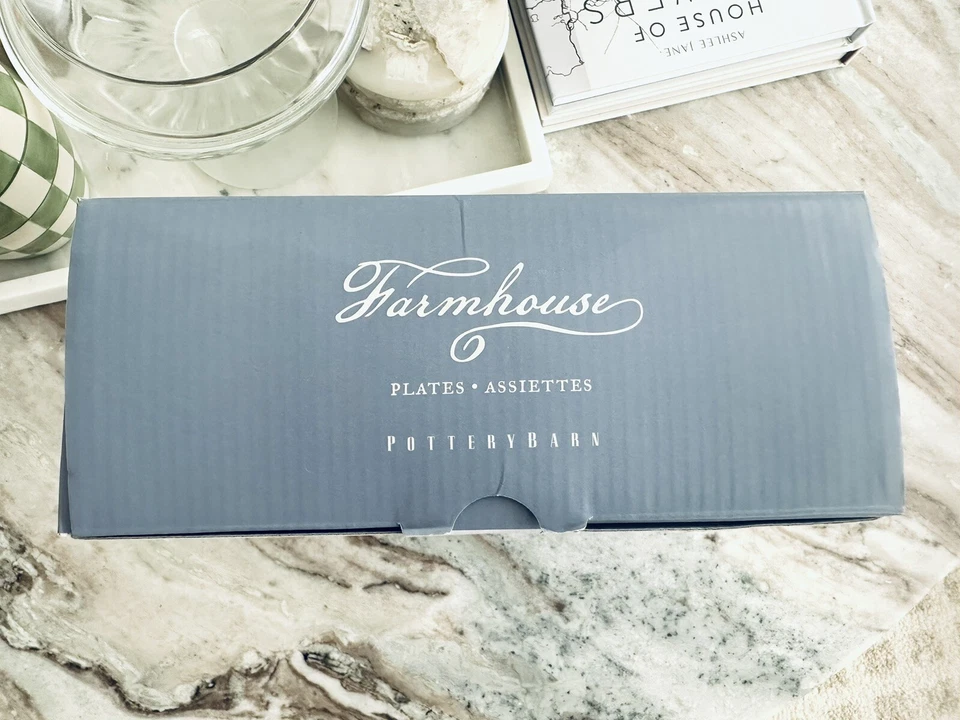 ASHLEE JANE
HOUSE OF
Farmhouse
PLATES • ASSIETTES
POTTERYBARN